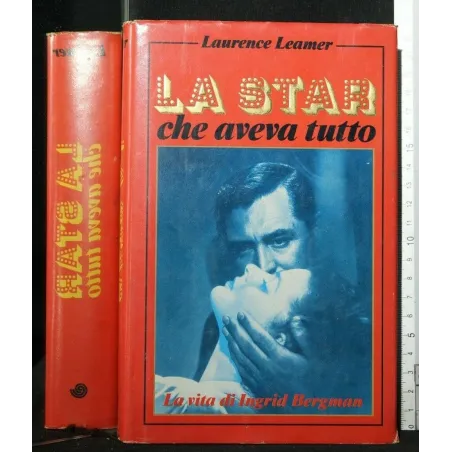 Laurence Leamer
LA STAR
che aveva tutto
La vita di Ingrid Bergman
LA STAR
che aveva tutto